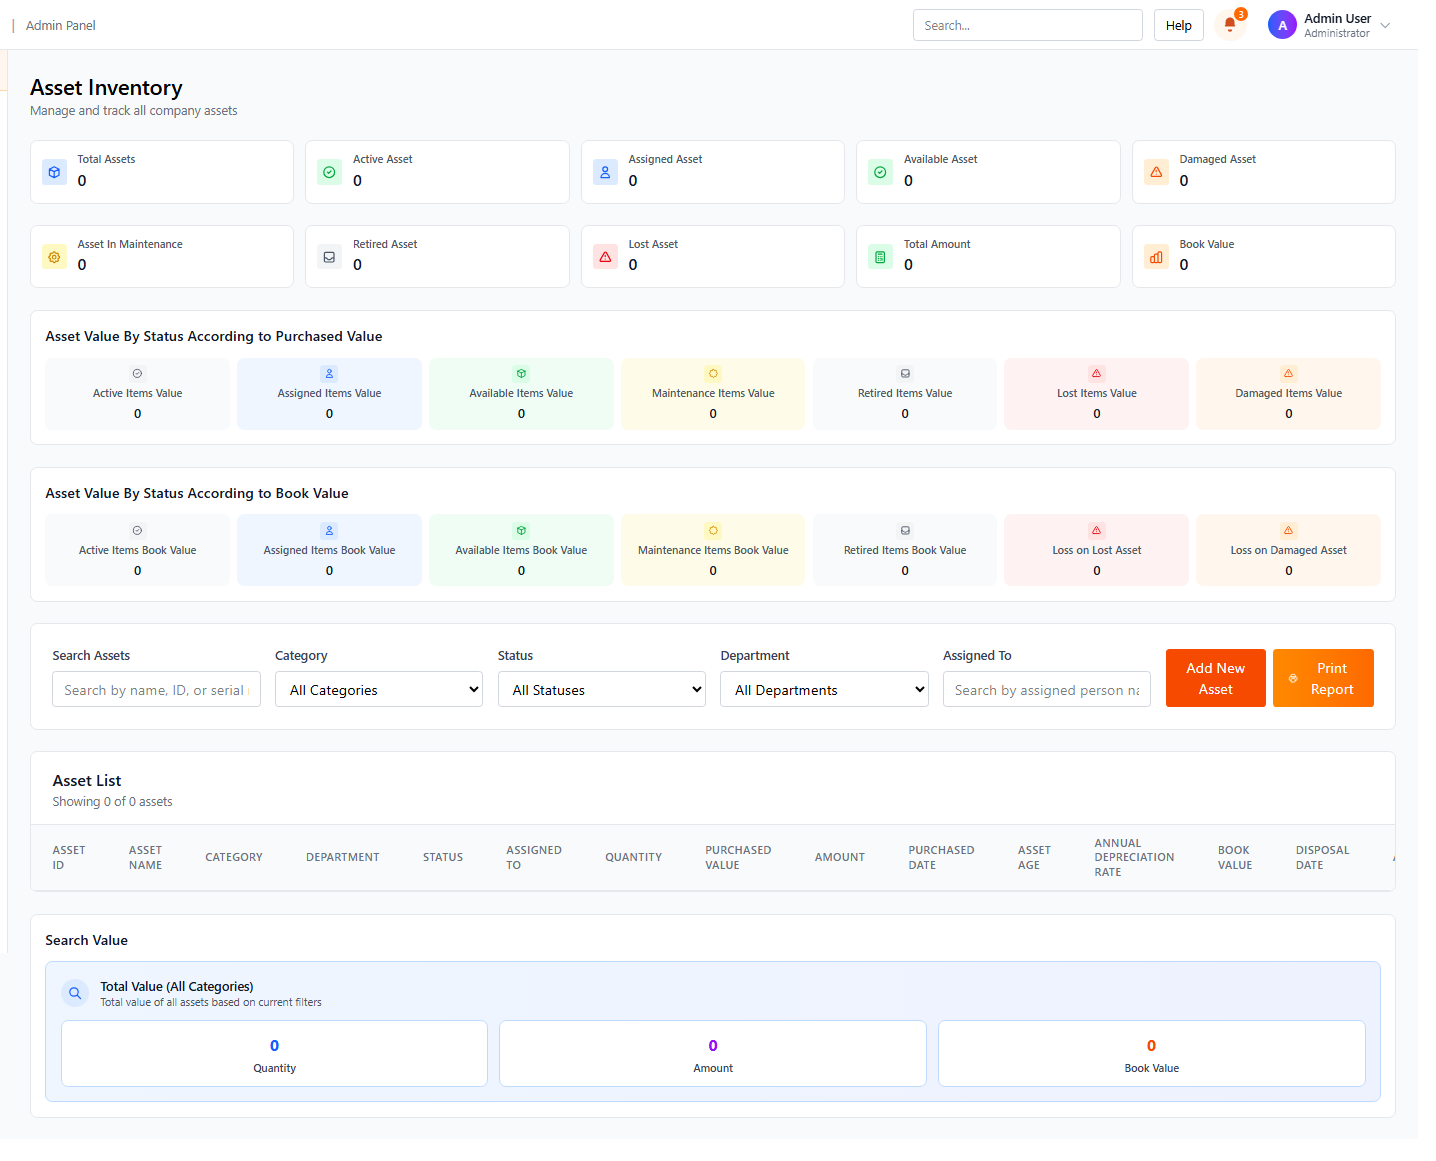 Admin Panel
Search...
Help
3
A
Admin User
Administrator
Asset Inventory
Manage and track all company assets
Total Assets
0
Active Asset
0
Assigned Asset
0
Available Asset
0
Damaged Asset
0
Asset In Maintenance
0
Retired Asset
0
Lost Asset
0
Total Amount
0
Book Value
0
Asset Value By Status According to Purchased Value
Active Items Value
0
Assigned Items Value
0
Available Items Value
0
Maintenance Items Value
0
Retired Items Value
0
Lost Items Value
0
Damaged Items Value
0
Asset Value By Status According to Book Value
Active Items Book Value
0
Assigned Items Book Value
0
Available Items Book Value
0
Maintenance Items Book Value
0
Retired Items Book Value
0
Loss on Lost Asset
0
Loss on Damaged Asset
0
Search Assets
Search by name, ID, or serial
Category
All Categories
Status
All Statuses
Department
All Departments
Assigned To
Search by assigned person na
Add New
Asset
Print
Report
Asset List
Showing 0 of 0 assets
ASSET
ID
ASSET
NAME
CATEGORY
DEPARTMENT
STATUS
ASSIGNED
TO
QUANTITY
PURCHASED
VALUE
AMOUNT
PURCHASED
DATE
ASSET
AGE
ANNUAL
DEPRECIATION
RATE
BOOK
VALUE
DISPOSAL
DATE
Search Value
Total Value (All Categories)
Total value of all assets based on current filters
0
Quantity
0
Amount
0
Book Value